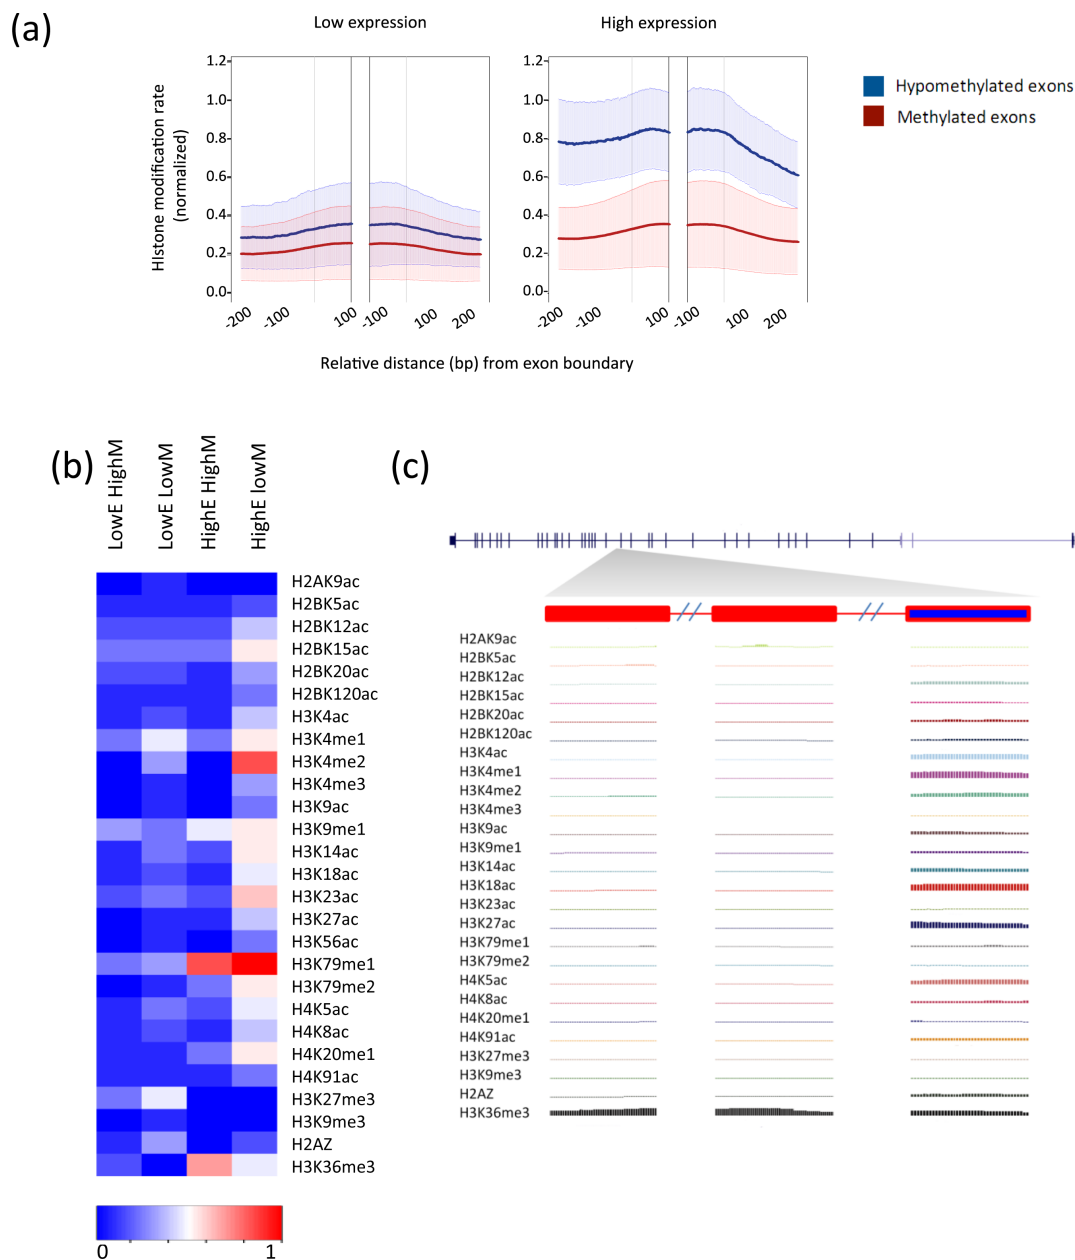 (a)
Low expression
High expression
HIstone modification rate
(normalized)
1.2
1.0
0.8
0.6
0.4
0.2
0.0
-200
-100
100
-100
100
200
1.2
1.0
0.8
0.6
0.4
0.2
0.0
-200
-100
100
-100
100
200
Hypomethylated exons
Methylated exons
Relative distance (bp) from exon boundary
(b)
LowE HighM
LowE LowM
HighE HighM
HighE lowM
H2AK9ac
H2BK5ac
H2BK12ac
H2BK15ac
H2BK20ac
H2BK120ac
H3K4ac
H3K4me1
H3K4me2
H3K4me3
H3K9ac
H3K9me1
H3K14ac
H3K18ac
H3K23ac
H3K27ac
H3K56ac
H3K79me1
H3K79me2
H4K5ac
H4K8ac
H4K20me1
H4K91ac
H3K27me3
H3K9me3
H2AZ
H3K36me3
0
1
(c)
H2AK9ac
H2BK5ac
H2BK12ac
H2BK15ac
H2BK20ac
H2BK120ac
H3K4ac
H3K4me1
H3K4me2
H3K4me3
H3K9ac
H3K9me1
H3K14ac
H3K18ac
H3K23ac
H3K27ac
H3K79me1
H3K79me2
H4K5ac
H4K8ac
H4K20me1
H4K91ac
H3K27me3
H3K9me3
H2AZ
H3K36me3